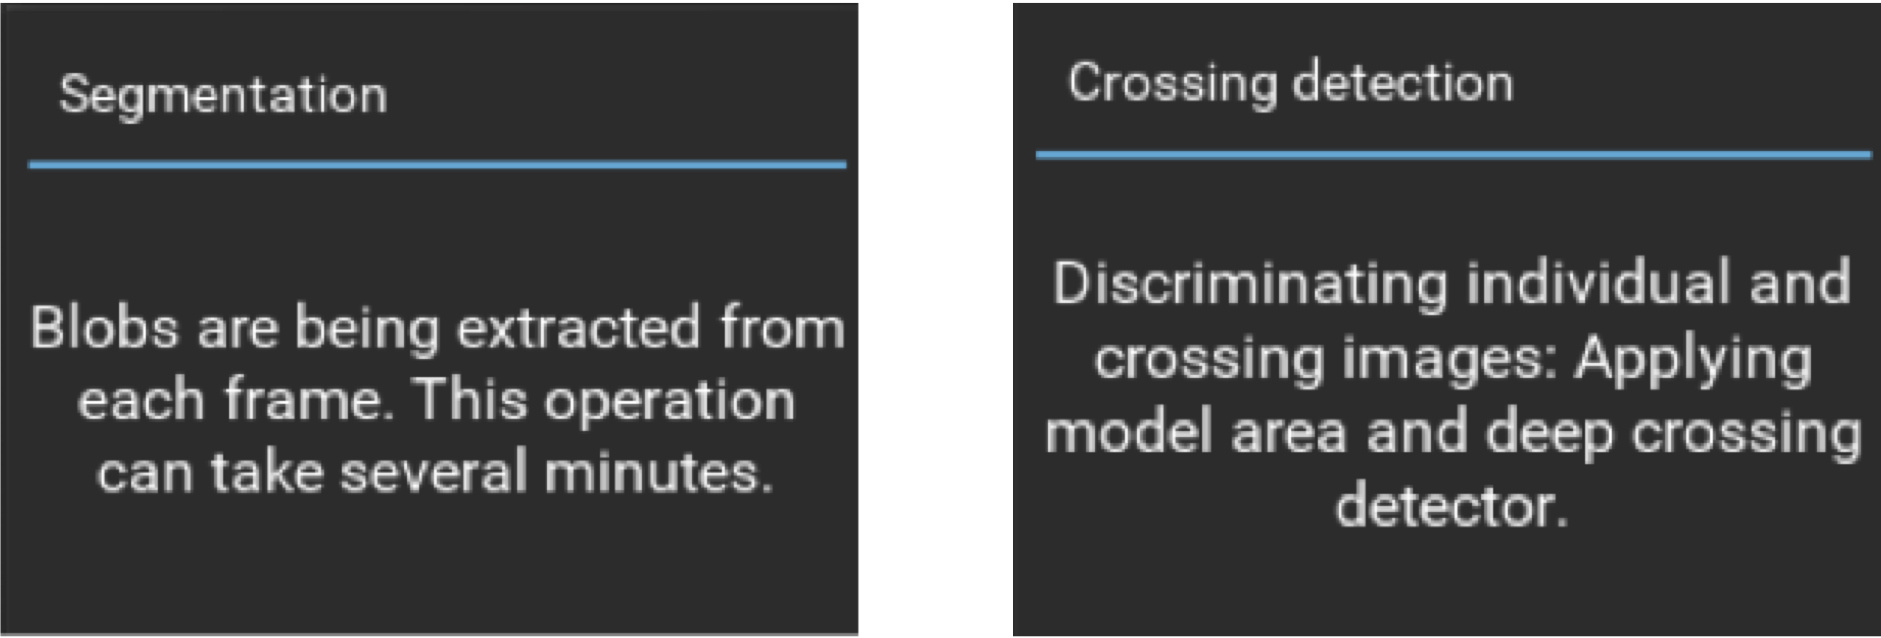 Segmentation
Blobs are being extracted from
each frame. This operation
can take several minutes.
Crossing detection
Discriminating individual and
crossing images: Applying
model area and deep crossing
detector.